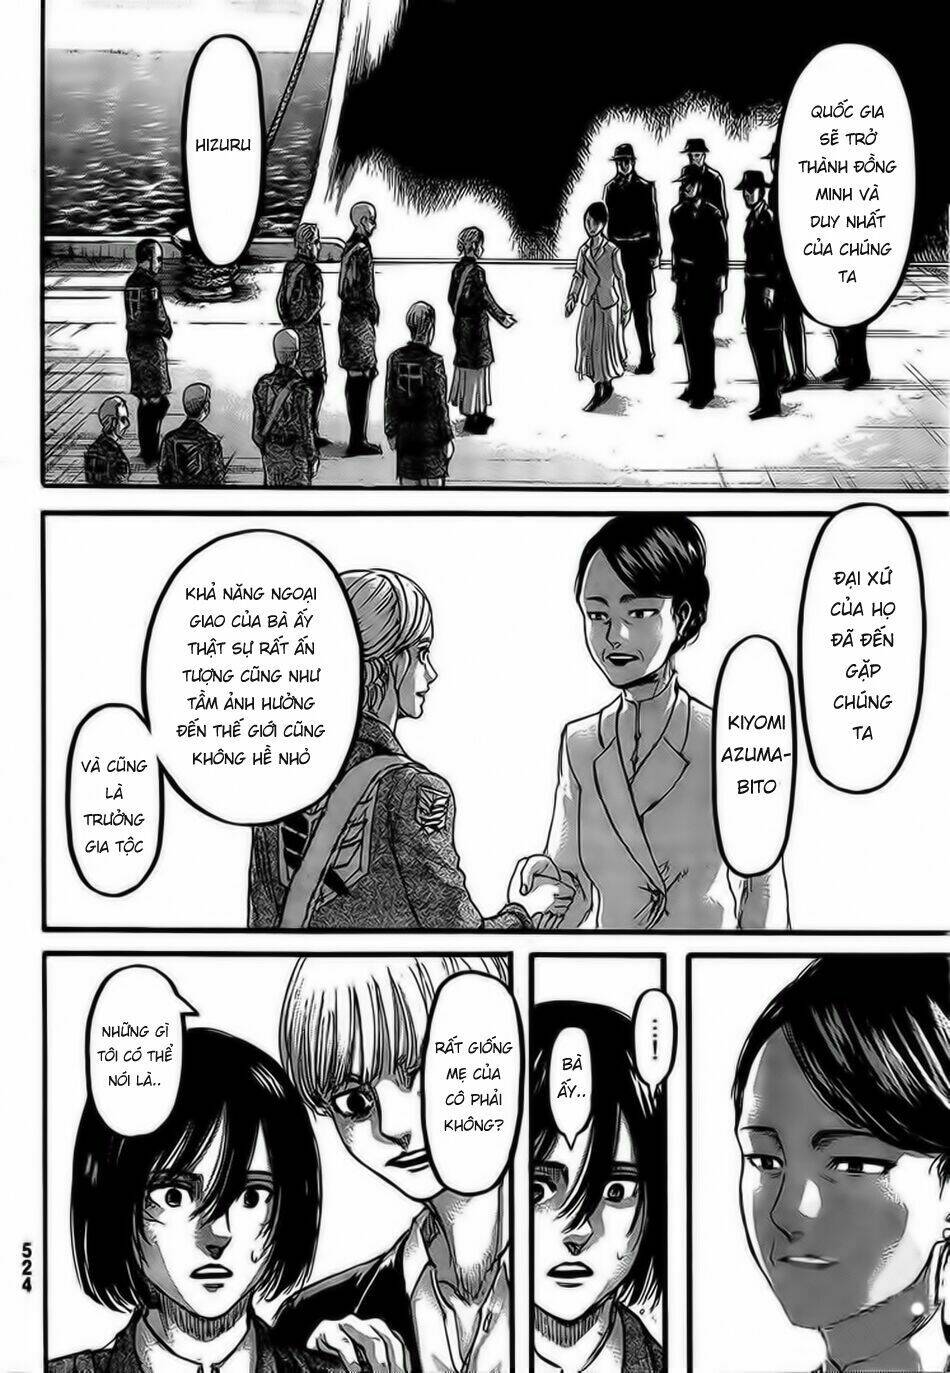 QUỐC GIA
SẼ TRỞ
THÀNH ĐỒNG
MINH VÀ
DUY NHẤT
CỦA CHÚNG
TA
HIZURU
ĐẠI XỨ
CỦA HỌ
ĐÃ ĐẾN
GẶP
CHÚNG
TA
KIYOMI
AZUMA-
BITO
KHẢ NĂNG NGOẠI
GIAO CỦA BÀ ẤY
THẬT SỰ RẤT ẤN
TƯỢNG CŨNG NHƯ
TẦM ẢNH HƯỞNG
ĐẾN THẾ GIỚI CŨNG
KHÔNG HỀ NHỎ
VÀ CŨNG
LÀ
TRƯỞNG
GIA TỘC
....!
BÀ
ẤY..
RẤT GIỐNG
MẸ CỦA
CÔ PHẢI
KHÔNG?
NHỮNG GÌ
TÔI CÓ THỂ
NÓI LÀ..
524